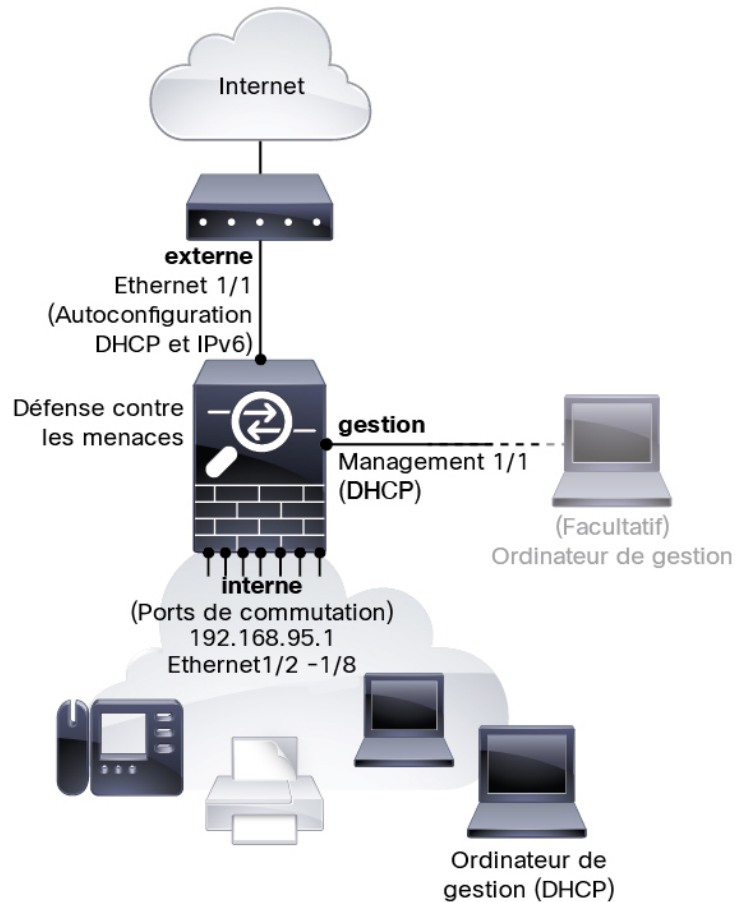 Internet
externe
Ethernet 1/1
(Autoconfiguration
DHCP et IPv6)
Défense contre
les menaces
gestion
Management 1/1
(DHCP)
(Facultatif)
Ordinateur de gestion
interne
(Ports de commutation)
192.168.95.1
Ethernet1/2 -1/8
Ordinateur de
gestion (DHCP)